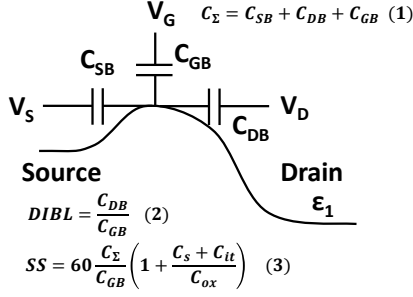 V_G
C_Σ = C_SB + C_DB + C_GB (1)
C_SB
C_GB
V_S
V_D
C_DB
Source
Drain
ε_1
DIBL = C_DB / C_GB (2)
SS = 60 C_Σ / C_GB (1 + (C_s + C_it) / C_ox) (3)